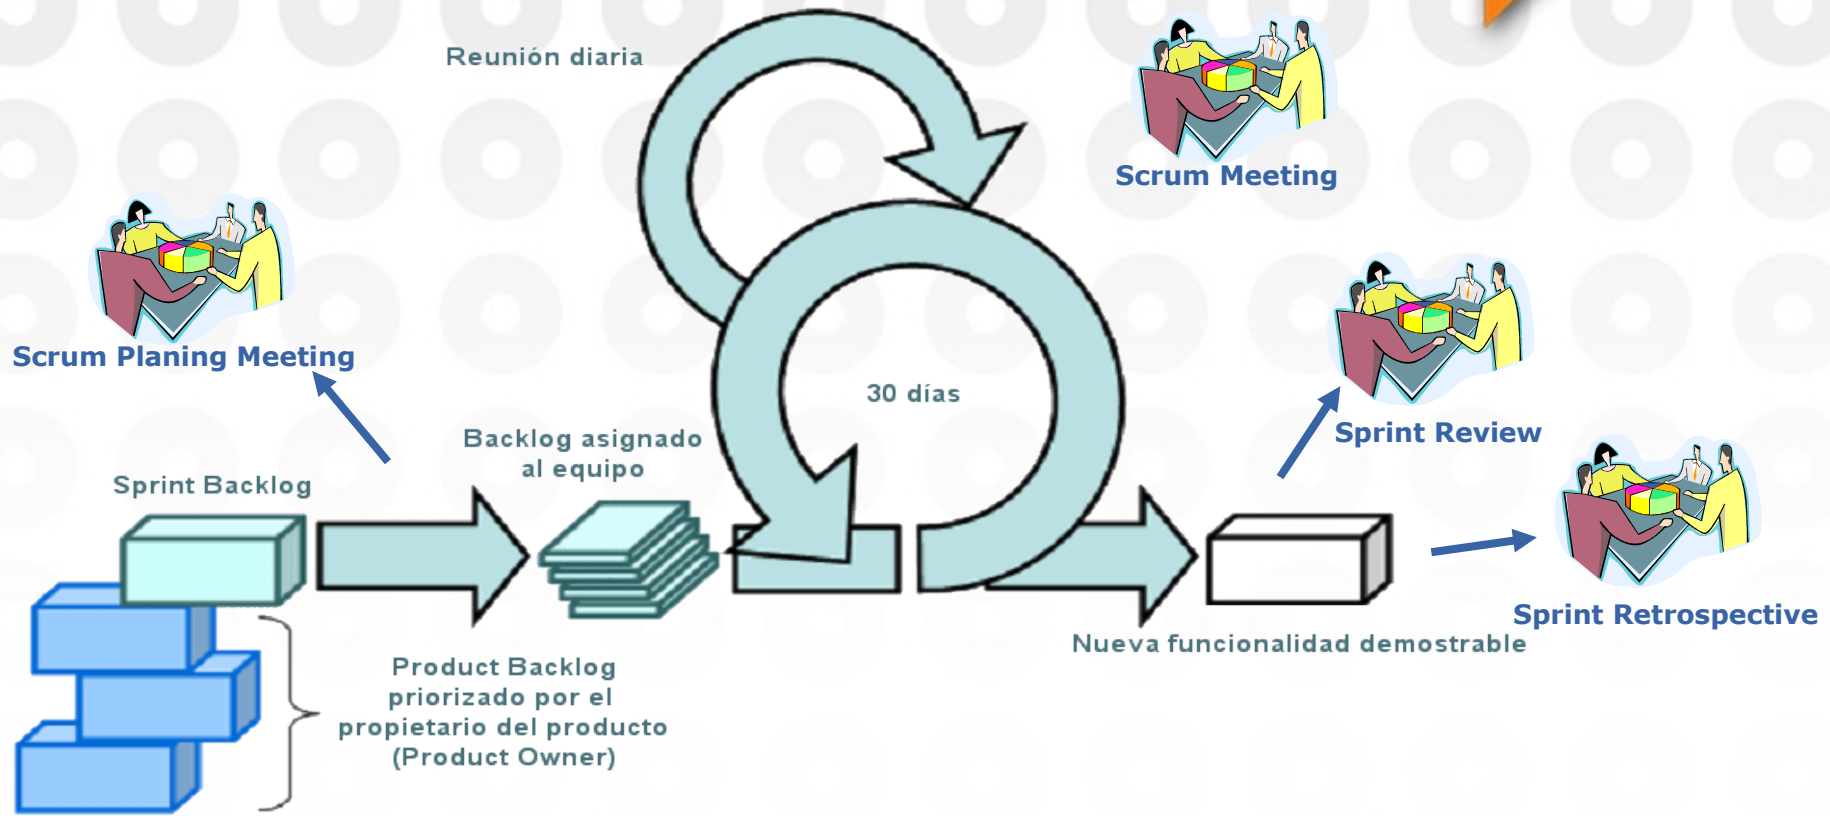 Reunión diaria
Scrum Meeting
Scrum Planing Meeting
30 días
Sprint Review
Backlog asignado
al equipo
Sprint Backlog
Sprint Retrospective
Nueva funcionalidad demostrable
Product Backlog
priorizado por el
propietario del producto
(Product Owner)